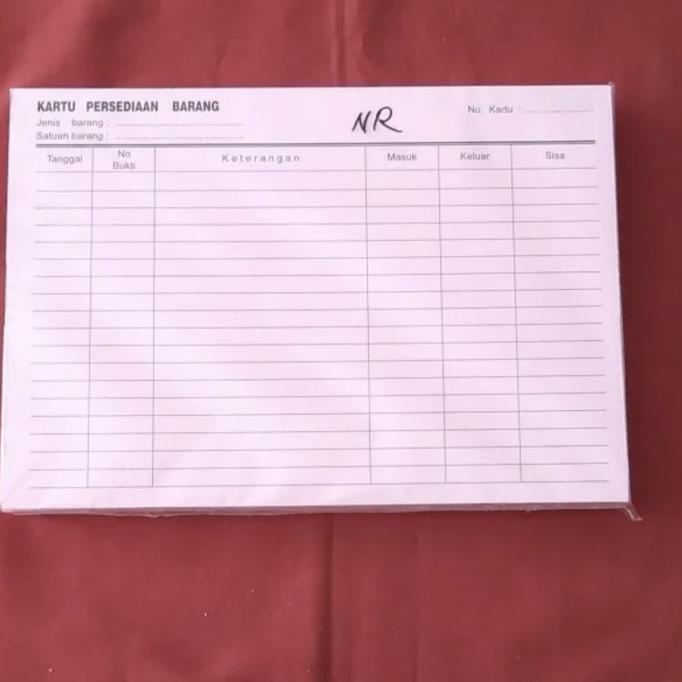 KARTU PERSEDIAAN BARANG
Jenis barang :
Satuan barang :
NR
No. Kartu :
Tanggal No Bukti Keterangan Masuk Keluar Sisa